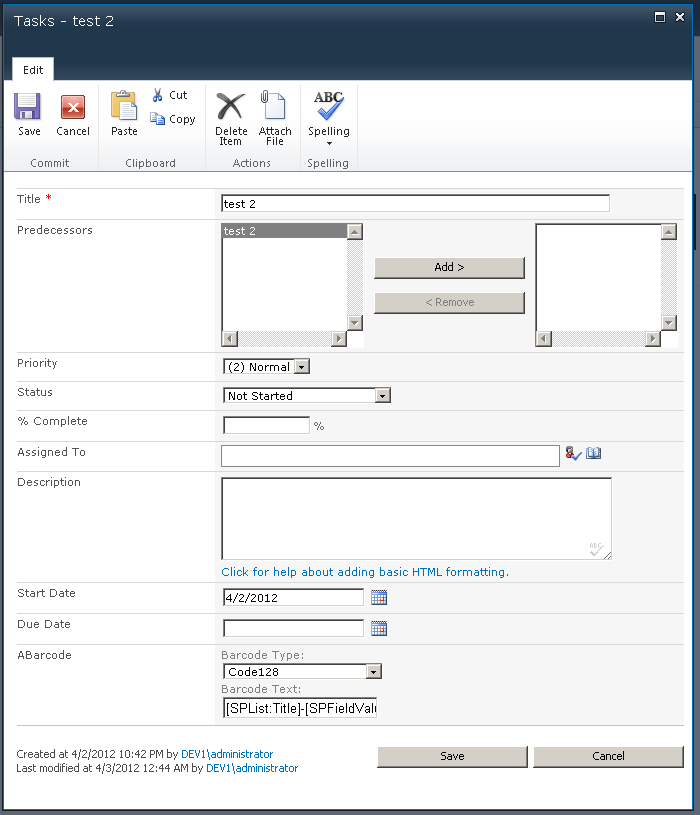 Tasks - test 2
Edit
Save
Cancel
Paste
Cut
Copy
Delete Item
Attach File
ABC
Spelling
Commit
Clipboard
Actions
Spelling
Title *
test 2
Predecessors
test 2
Add >
< Remove
Priority
(2) Normal
Status
Not Started
% Complete
%
Assigned To
Description
ABC
Click for help about adding basic HTML formatting.
Start Date
4/2/2012
Due Date
ABarcode
Barcode Type:
Code128
Barcode Text:
[SPList:Title]-[SPFieldValu
Created at 4/2/2012 10:42 PM by DEV1\administrator
Last modified at 4/3/2012 12:44 AM by DEV1\administrator
Save
Cancel